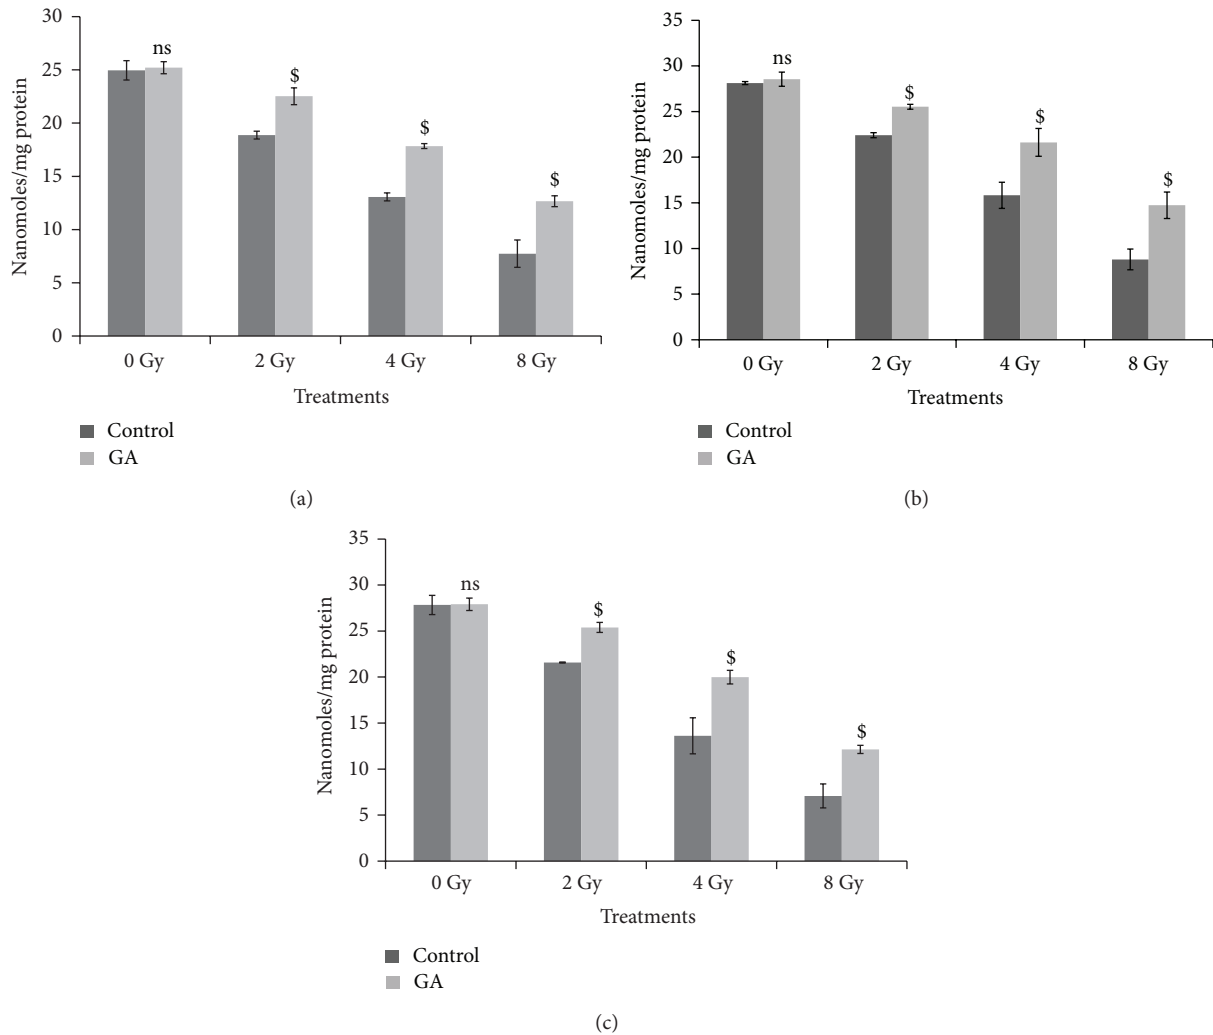 30
25
20
15
10
5
0
Nanomoles/mg protein
ns
$
$
$
0 Gy 2 Gy 4 Gy 8 Gy
Treatments
Control
GA
(a)
35
30
25
20
15
10
5
0
Nanomoles/mg protein
ns
$
$
$
0 Gy 2 Gy 4 Gy 8 Gy
Treatments
Control
GA
(b)
35
30
25
20
15
10
5
0
Nanomoles/mg protein
ns
$
$
$
0 Gy 2 Gy 4 Gy 8 Gy
Treatments
Control
GA
(c)